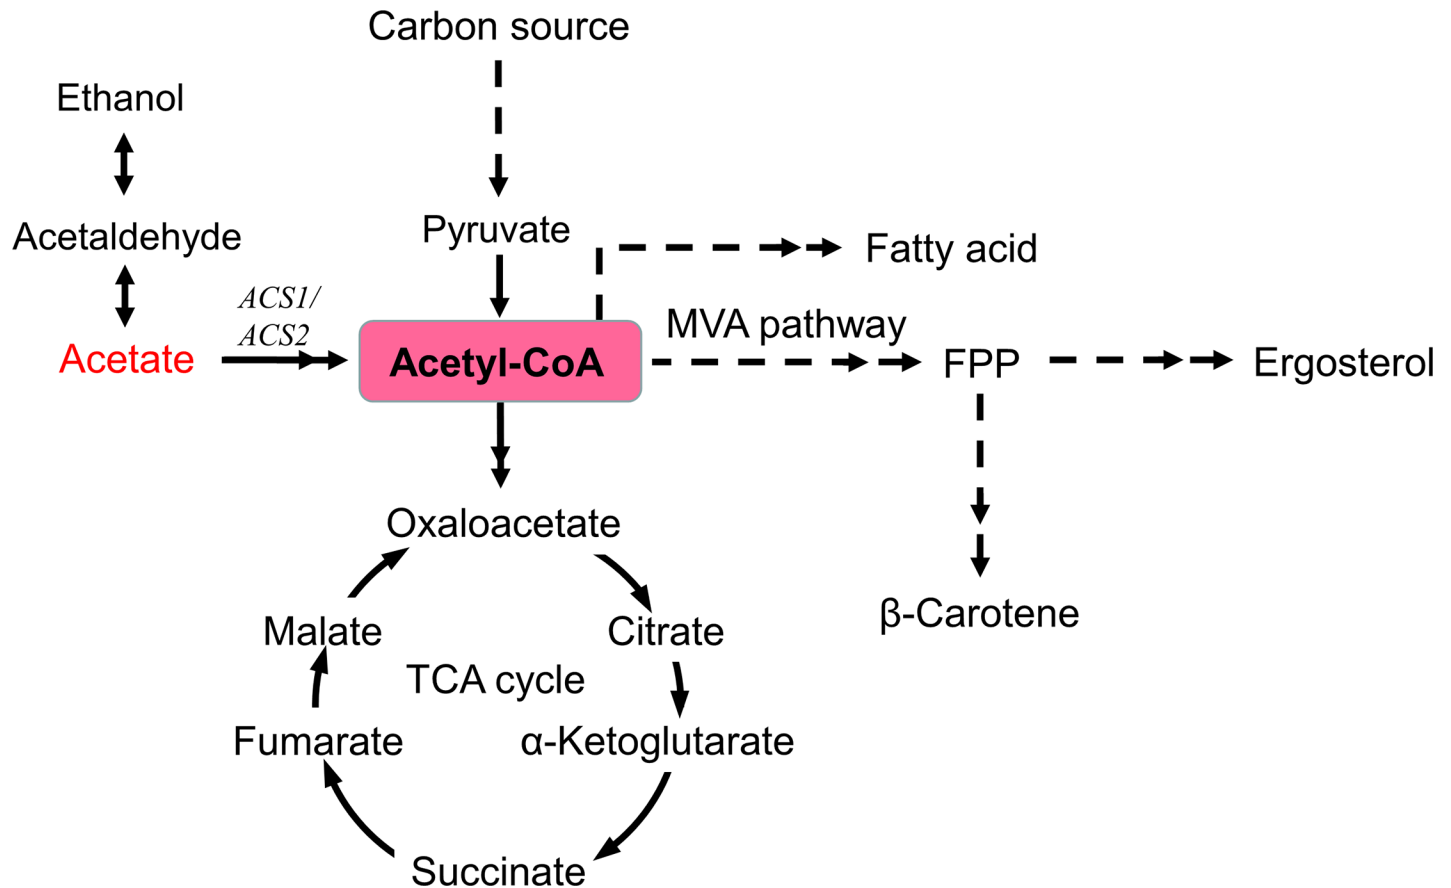 Carbon source
Ethanol
Acetaldehyde
Pyruvate
Fatty acid
ACS1/
ACS2
MVA pathway
Acetate
Acetyl-CoA
FPP
Ergosterol
Oxaloacetate
β-Carotene
Malate
Citrate
TCA cycle
Fumarate
α-Ketoglutarate
Succinate